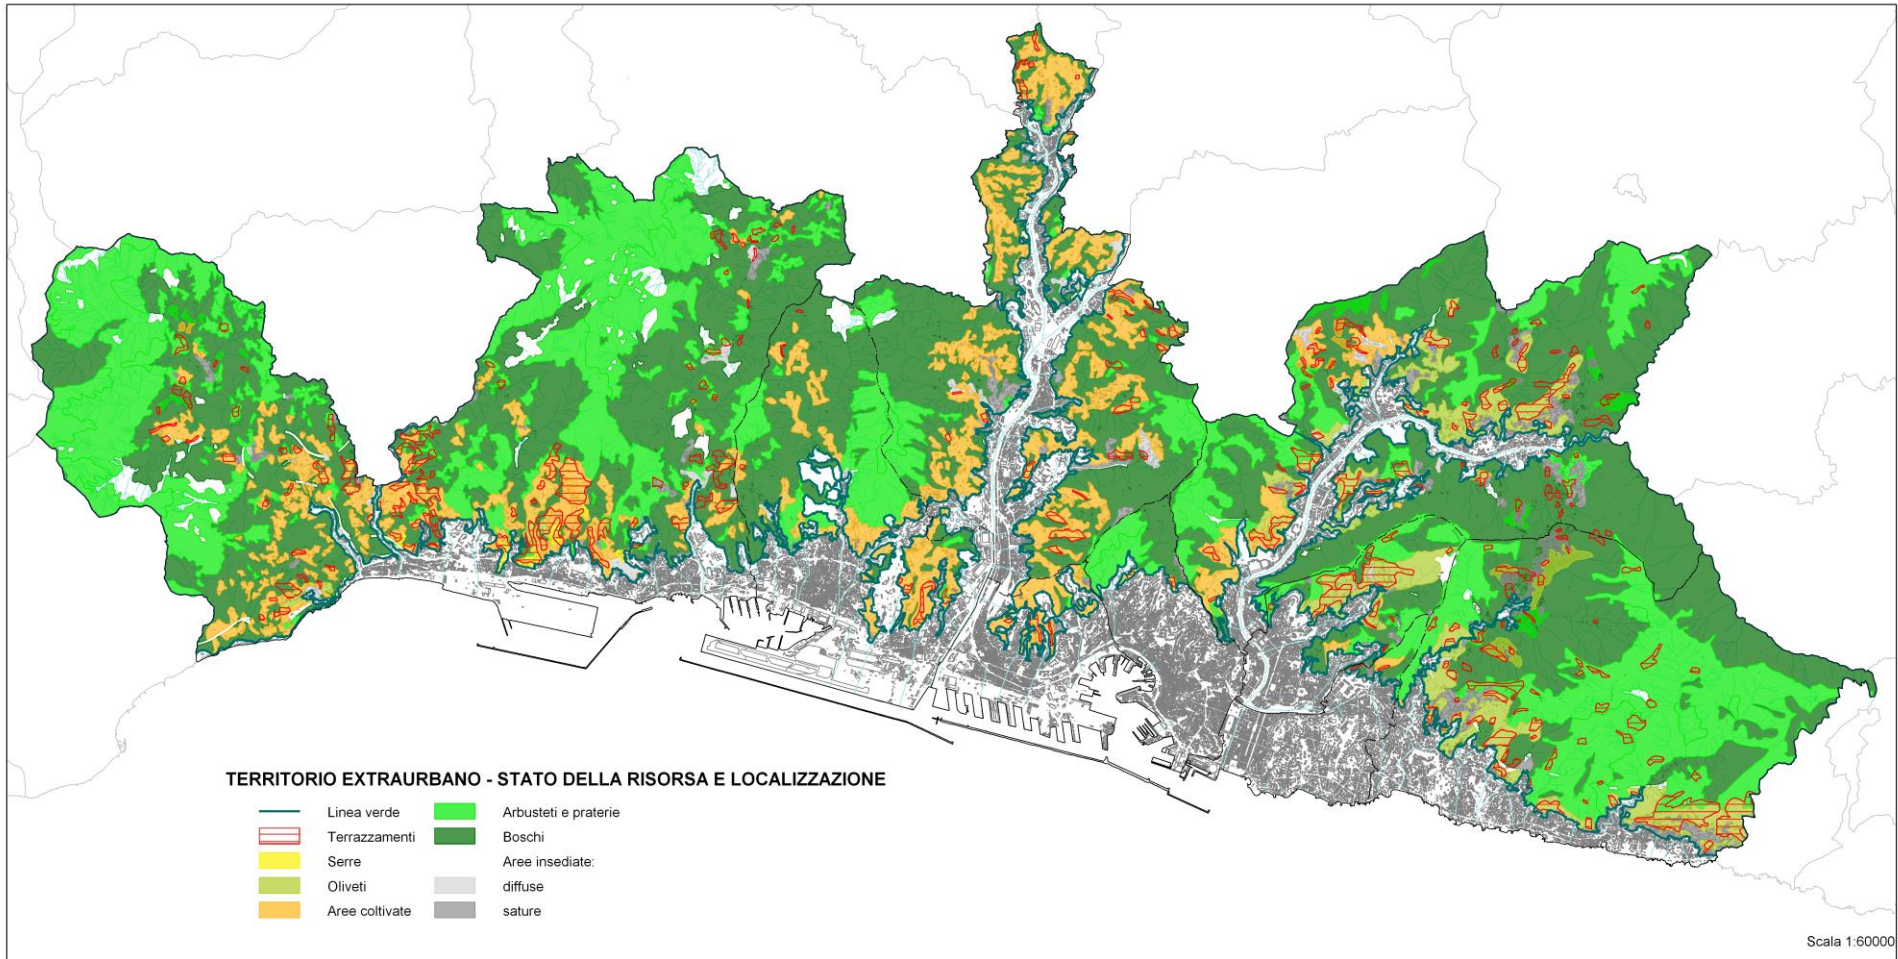 TERRITORIO EXTRAURBANO - STATO DELLA RISORSA E LOCALIZZAZIONE
Linea verde
Terrazzamenti
Serre
Oliveti
Aree coltivate
Arbusteti e praterie
Boschi
Aree insediate:
diffuse
sature
Scala 1:60000